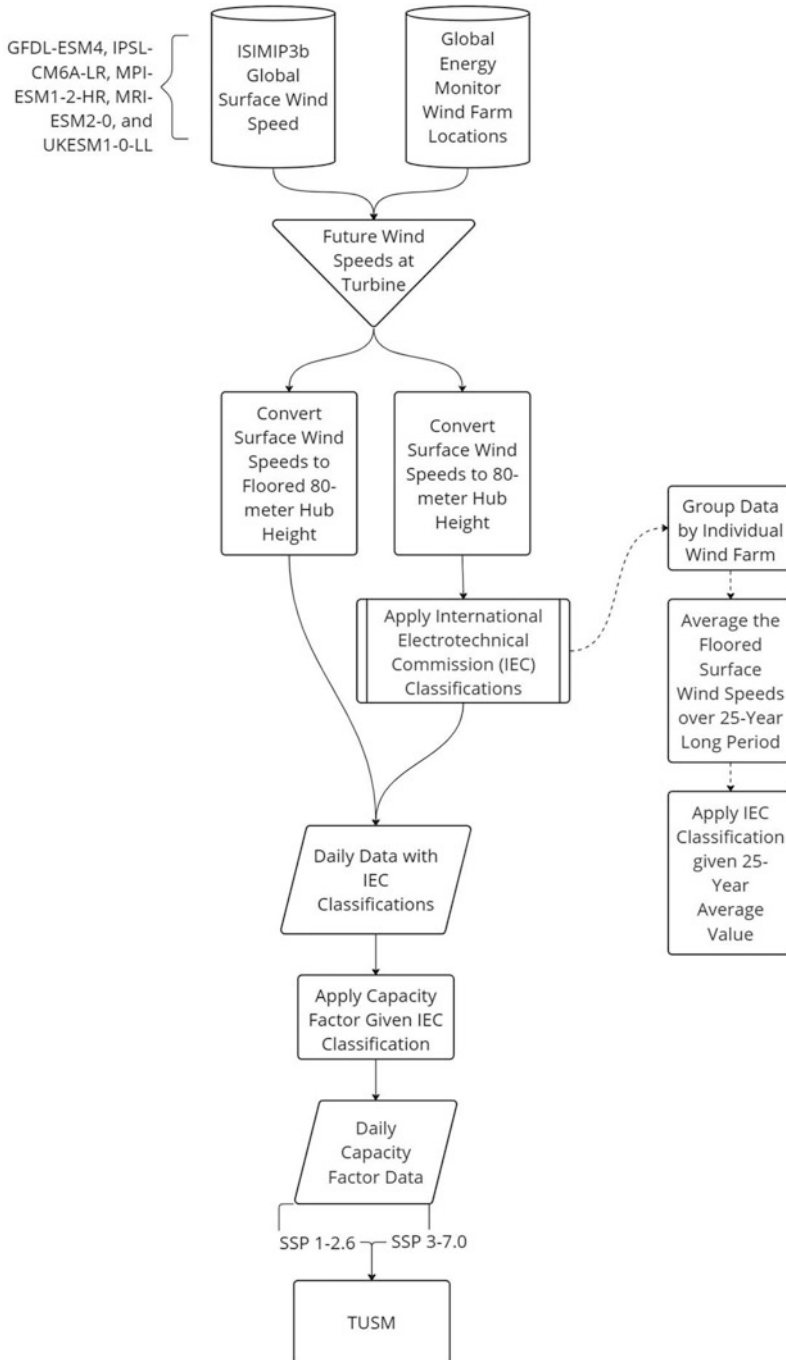 GFDL-ESM4, IPSL-
CM6A-LR, MPI-
ESM1-2-HR, MRI-
ESM2-0, and
UKESM1-0-LL
ISIMIP3b
Global
Surface Wind
Speed
Global
Energy
Monitor
Wind Farm
Locations
Future Wind
Speeds at
Turbine
Convert
Surface Wind
Speeds to
Floored 80-
meter Hub
Height
Convert
Surface Wind
Speeds to 80-
meter Hub
Height
Apply International
Electrotechnical
Commission (IEC)
Classifications
Group Data
by Individual
Wind Farm
Average the
Floored
Surface
Wind Speeds
over 25-Year
Long Period
Apply IEC
Classification
given 25-
Year
Average
Value
Daily Data with
IEC
Classifications
Apply Capacity
Factor Given IEC
Classification
Daily
Capacity
Factor Data
SSP 1-2.6
SSP 3-7.0
TUSM